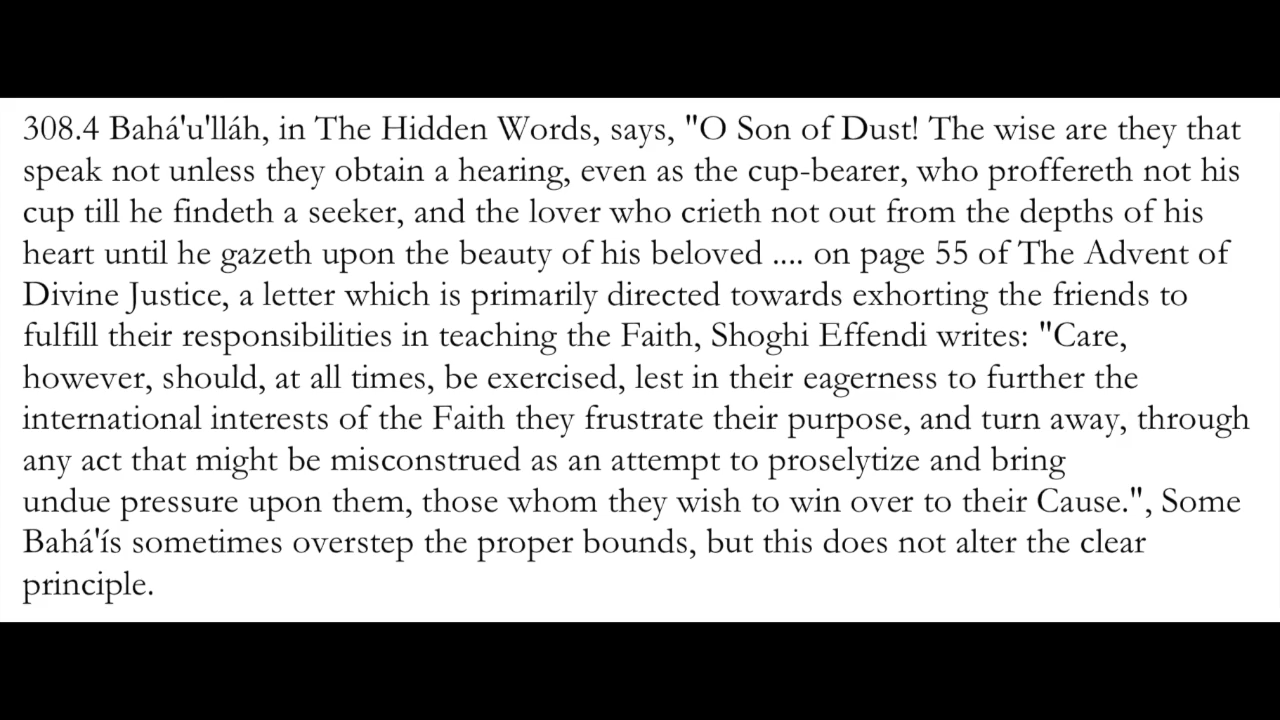 308.4 Bahá'u'lláh, in The Hidden Words, says, "O Son of Dust! The wise are they that
speak not unless they obtain a hearing, even as the cup-bearer, who proffereth not his
cup till he findeth a seeker, and the lover who crieth not out from the depths of his
heart until he gazeth upon the beauty of his beloved .... on page 55 of The Advent of
Divine Justice, a letter which is primarily directed towards exhorting the friends to
fulfill their responsibilities in teaching the Faith, Shoghi Effendi writes: "Care,
however, should, at all times, be exercised, lest in their eagerness to further the
international interests of the Faith they frustrate their purpose, and turn away, through
any act that might be misconstrued as an attempt to proselytize and bring
undue pressure upon them, those whom they wish to win over to their Cause.", Some
Bahá'ís sometimes overstep the proper bounds, but this does not alter the clear
principle.